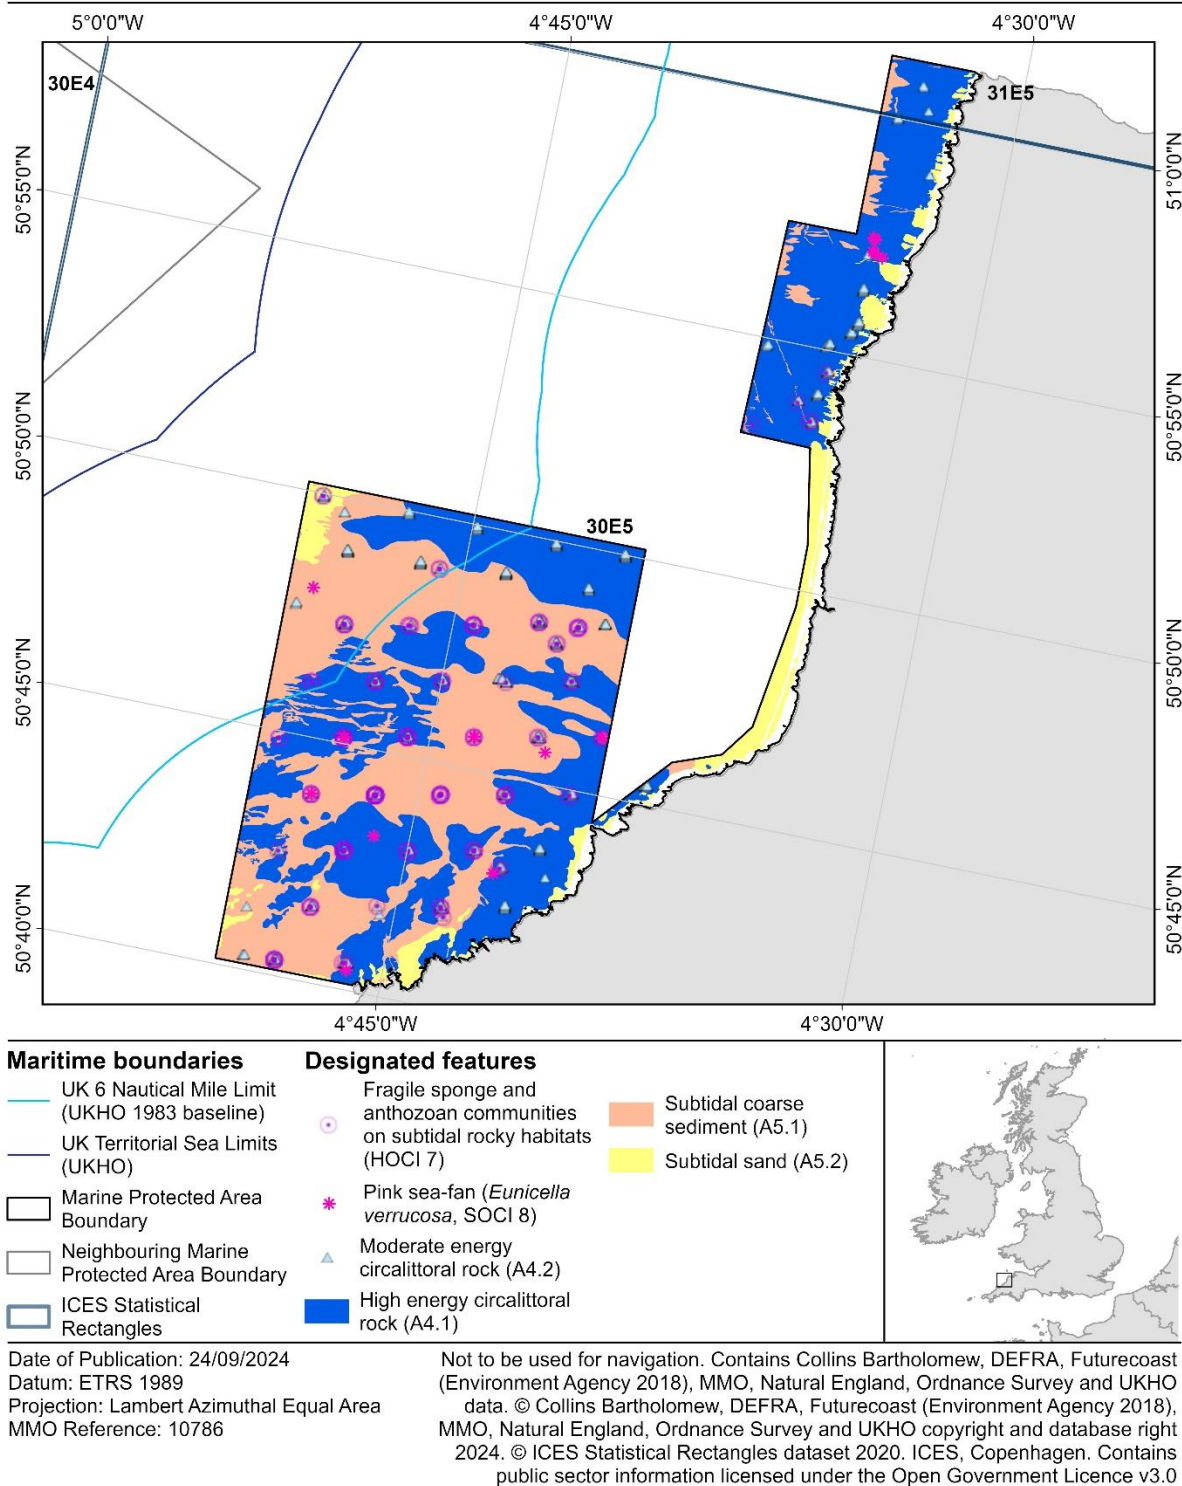 5°0'0"W
4°45'0"W
4°30'0"W
30E4
31E5
50°55'0"N
51°0'0"N
50°50'0"N
50°55'0"N
30E5
50°45'0"N
50°50'0"N
50°40'0"N
50°45'0"N
4°45'0"W
4°30'0"W
Maritime boundaries
UK 6 Nautical Mile Limit
(UKHO 1983 baseline)
UK Territorial Sea Limits
(UKHO)
Marine Protected Area
Boundary
Neighbouring Marine
Protected Area Boundary
ICES Statistical
Rectangles
Designated features
Fragile sponge and
anthozoan communities
on subtidal rocky habitats
(HOCI 7)
Pink sea-fan (Eunicella
verrucosa, SOCI 8)
Moderate energy
circalittoral rock (A4.2)
High energy circalittoral
rock (A4.1)
Subtidal coarse
sediment (A5.1)
Subtidal sand (A5.2)
Date of Publication: 24/09/2024
Datum: ETRS 1989
Projection: Lambert Azimuthal Equal Area
MMO Reference: 10786
Not to be used for navigation. Contains Collins Bartholomew, DEFRA, Futurecoast
(Environment Agency 2018), MMO, Natural England, Ordnance Survey and UKHO
data. © Collins Bartholomew, DEFRA, Futurecoast (Environment Agency 2018),
MMO, Natural England, Ordnance Survey and UKHO copyright and database right
2024. © ICES Statistical Rectangles dataset 2020. ICES, Copenhagen. Contains
public sector information licensed under the Open Government Licence v3.0